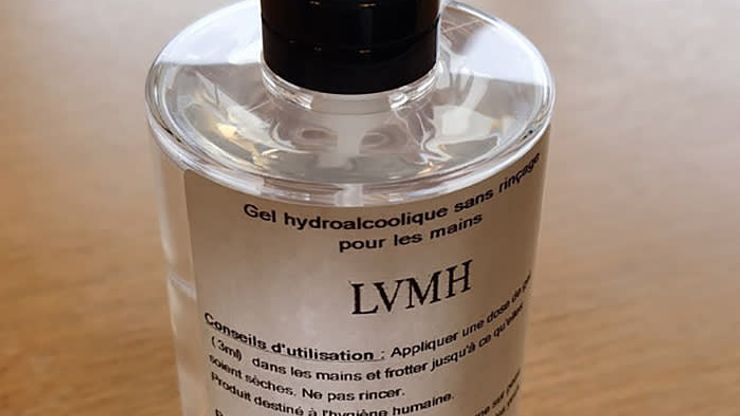 Gel hydroalcoolique sans rinçage
pour les mains
LVMH
Conseils d'utilisation : Appliquer une dose de gel
( 3ml) dans les mains et frotter jusqu'à ce qu'elles
soient sèches. Ne pas rincer.
Produit destiné à l'hygiène humaine.